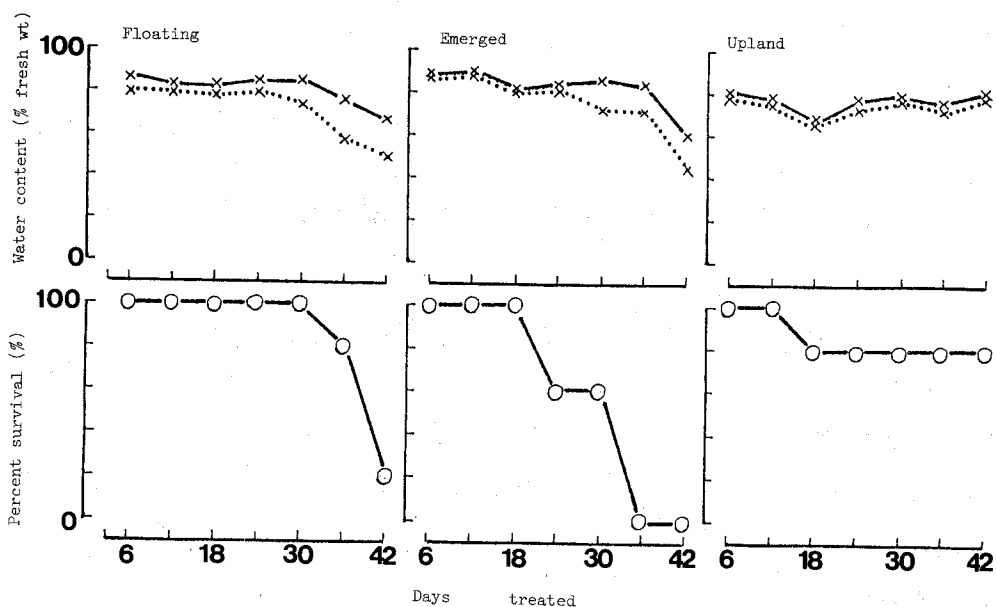 Floating
Emerged
Upland
Water content (% fresh wt)
100
0
Percent survival (%)
100
0
6 18 30 42
6 18 30 42
6 18 30 42
Days treated